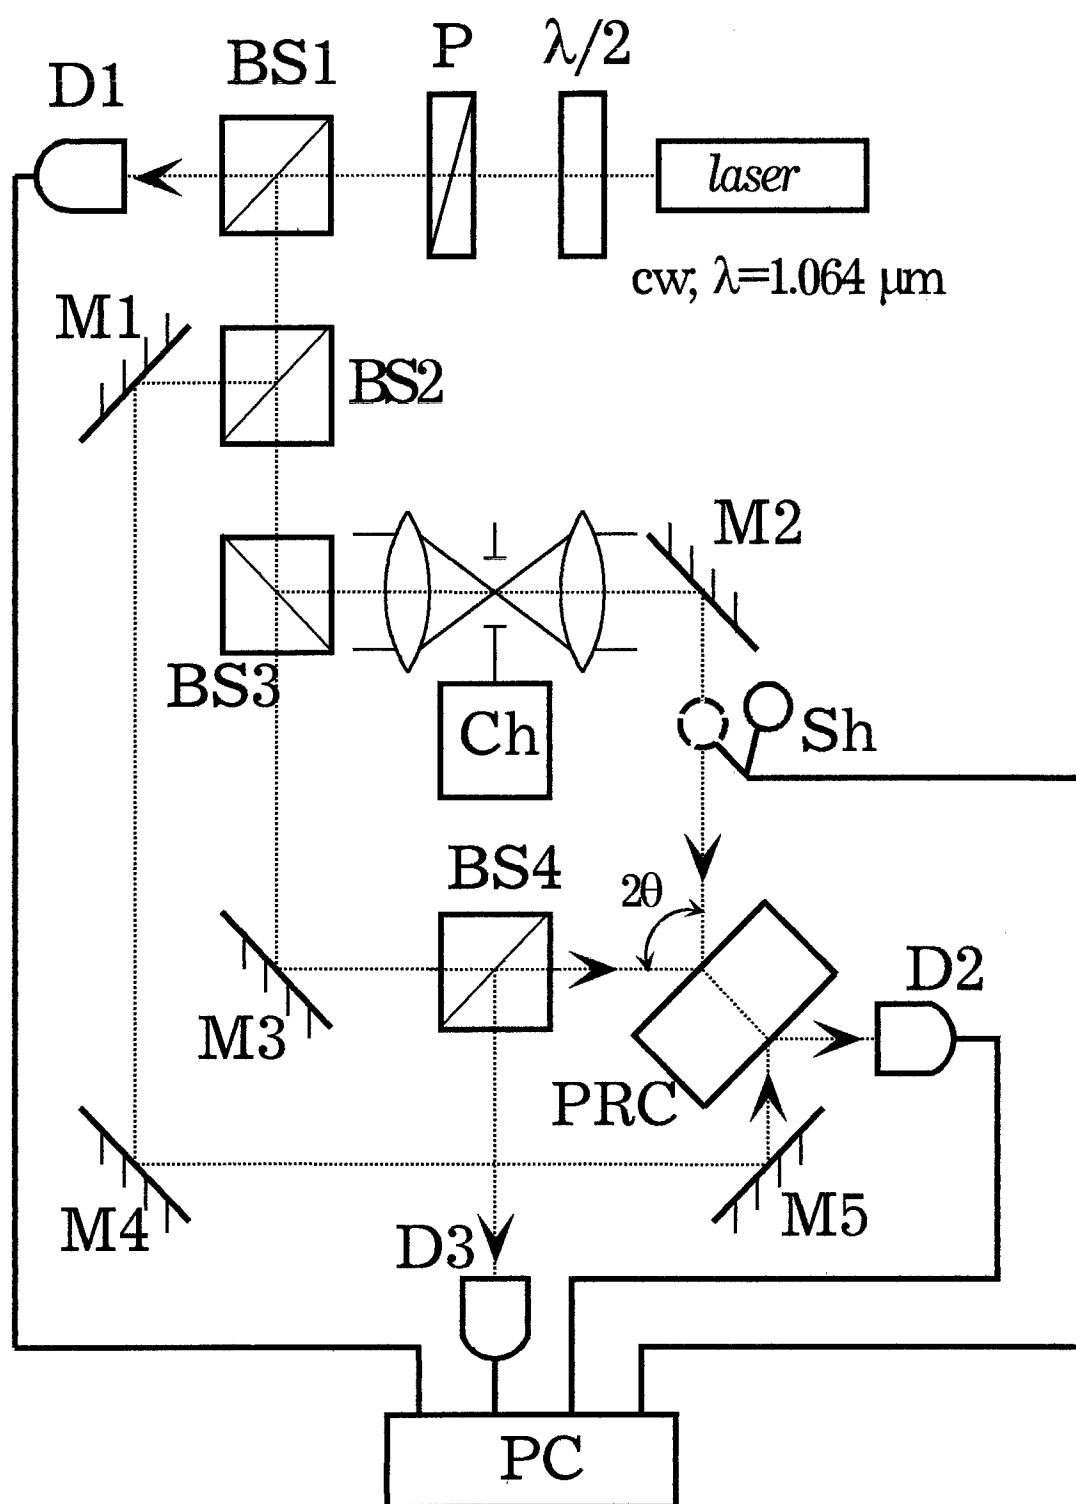 D1
BS1
P
λ/2
laser
cw; λ=1.064 μm
M1
BS2
M2
BS3
Ch
Sh
BS4
2θ
M3
D2
PRC
M4
M5
D3
PC